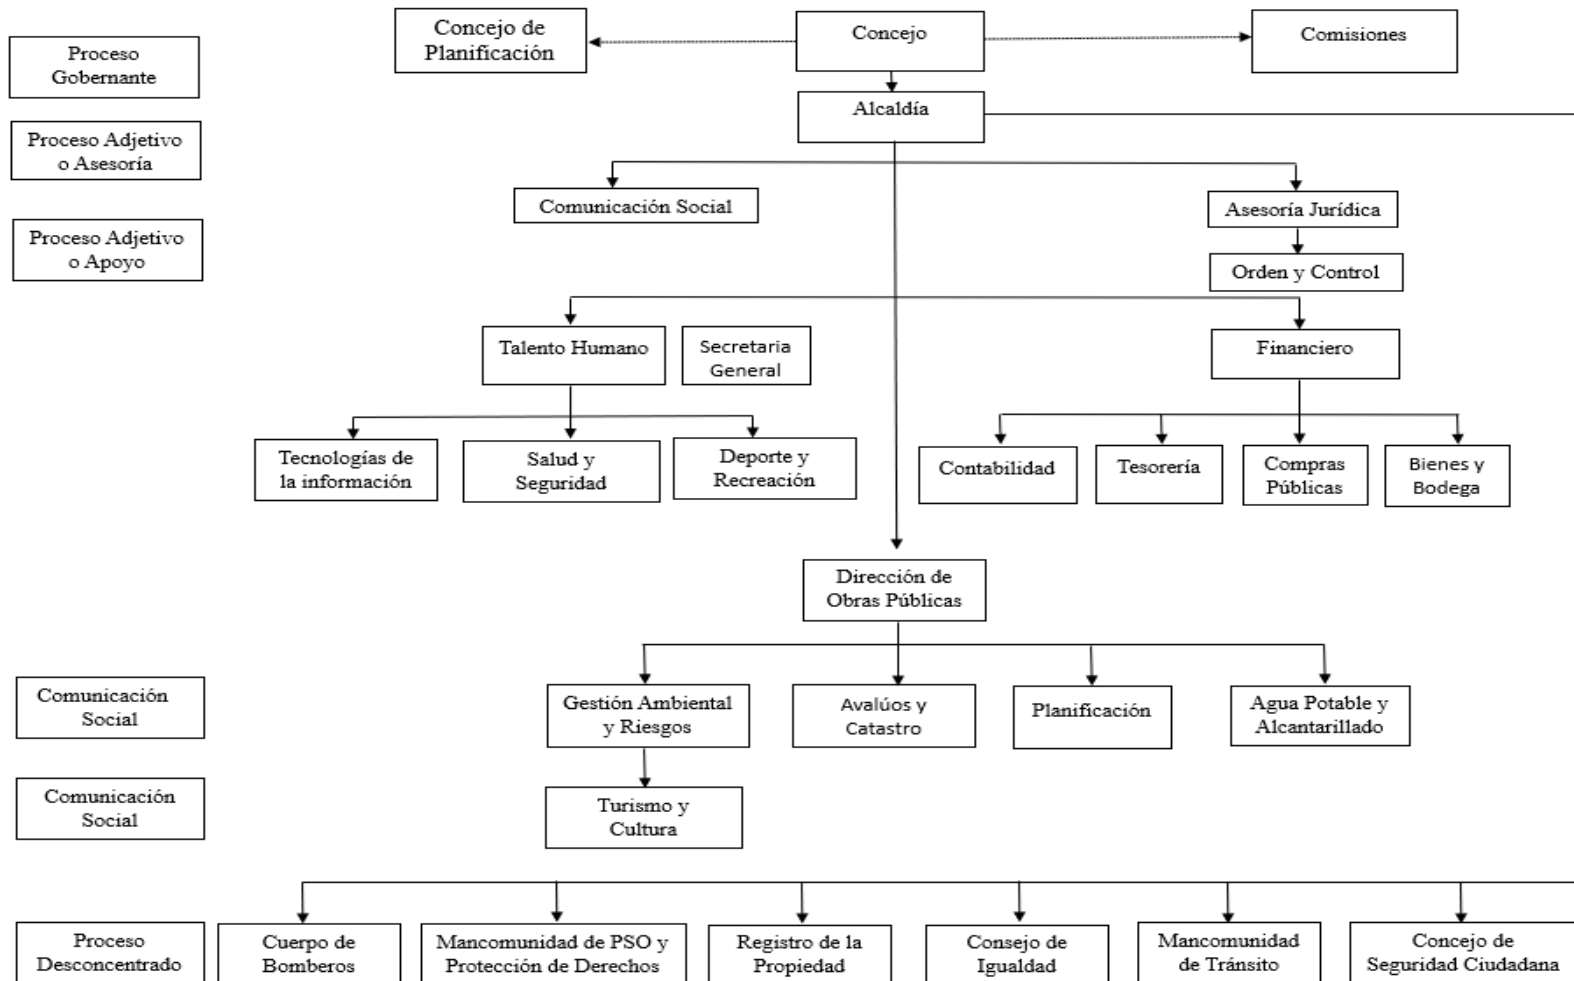 Concejo de
Planificación
Concejo
Comisiones
Proceso
Gobernante
Alcaldía
Proceso Adjetivo
o Asesoría
Comunicación Social
Asesoría Jurídica
Proceso Adjetivo
o Apoyo
Orden y Control
Talento Humano
Secretaria
General
Financiero
Tecnologías de
la información
Salud y
Seguridad
Deporte y
Recreación
Contabilidad
Tesorería
Compras
Públicas
Bienes y
Bodega
Dirección de
Obras Públicas
Comunicación
Social
Gestión Ambiental
y Riesgos
Avalúos y
Catastro
Planificación
Agua Potable y
Alcantarillado
Comunicación
Social
Turismo y
Cultura
Proceso
Desconcentrado
Cuerpo de
Bomberos
Mancomunidad de PSO y
Protección de Derechos
Registro de la
Propiedad
Consejo de
Igualdad
Mancomunidad
de Tránsito
Concejo de
Seguridad Ciudadana